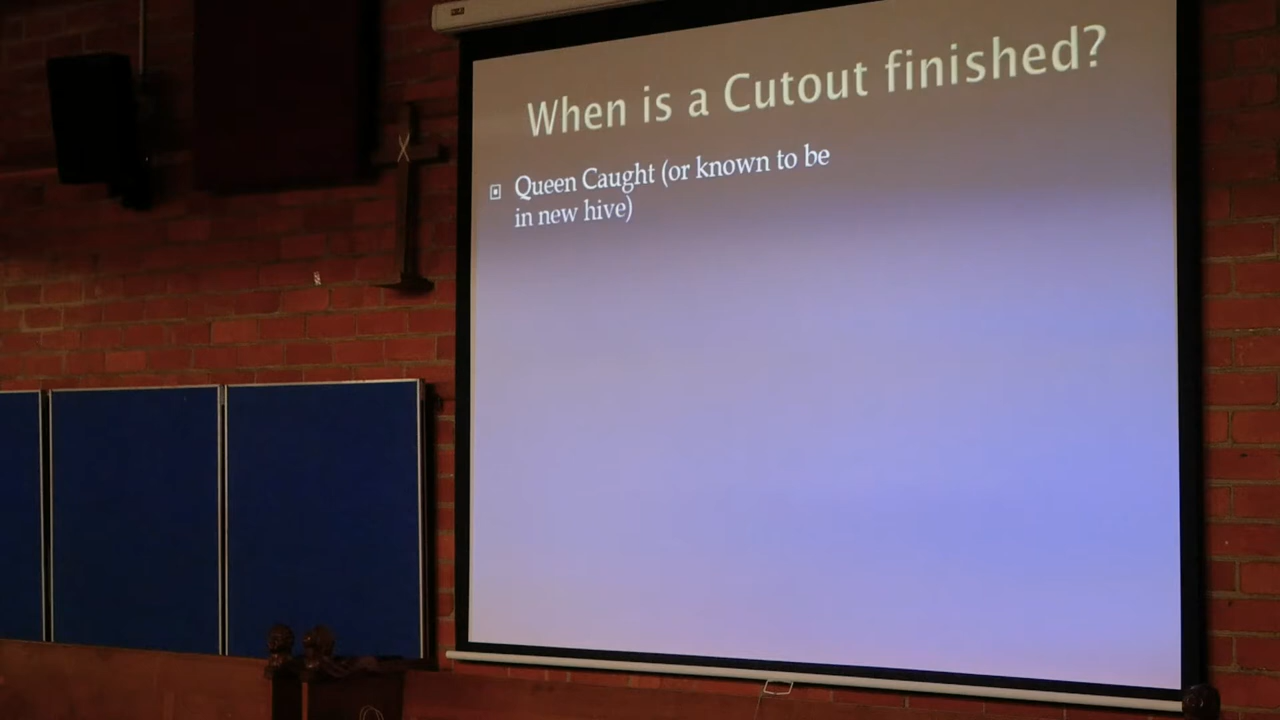 When is a Cutout finished?
Queen Caught (or known to be
in new hive)